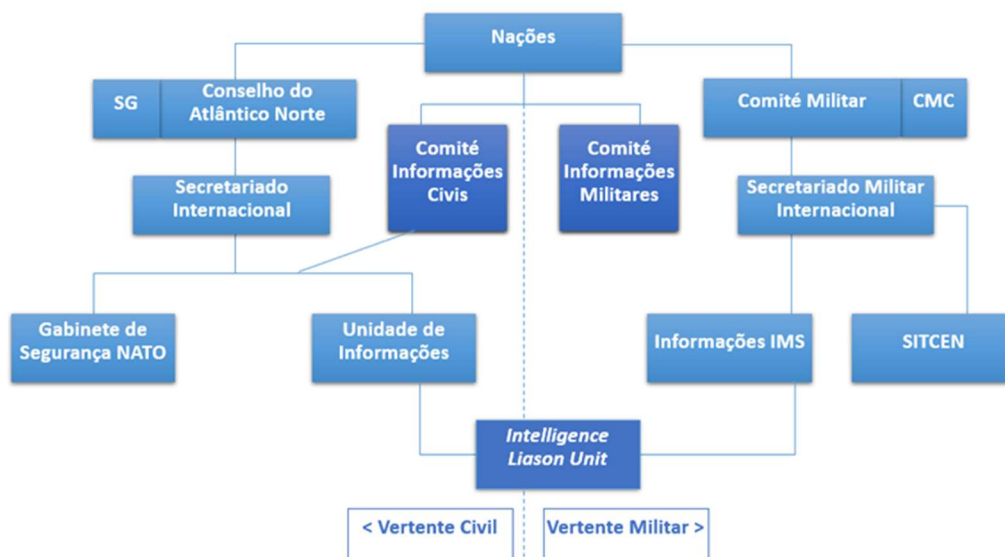 Nações
SG
Conselho do
Atlântico Norte
Comité
Informações
Civis
Comité
Informações
Militares
Comité Militar
CMC
Secretariado
Internacional
Secretariado Militar
Internacional
Gabinete de
Segurança NATO
Unidade de
Informações
Informações IMS
SITCEN
Intelligence
Liason Unit
< Vertente Civil
Vertente Militar >